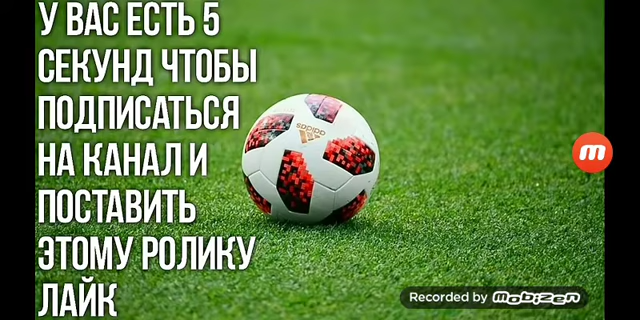 У ВАС ЕСТЬ 5
СЕКУНД ЧТОБЫ
ПОДПИСАТЬСЯ
НА КАНАЛ И
ПОСТАВИТЬ
ЭТОМУ РОЛИКУ
ЛАЙК
adidas
m
Recorded by mobizen